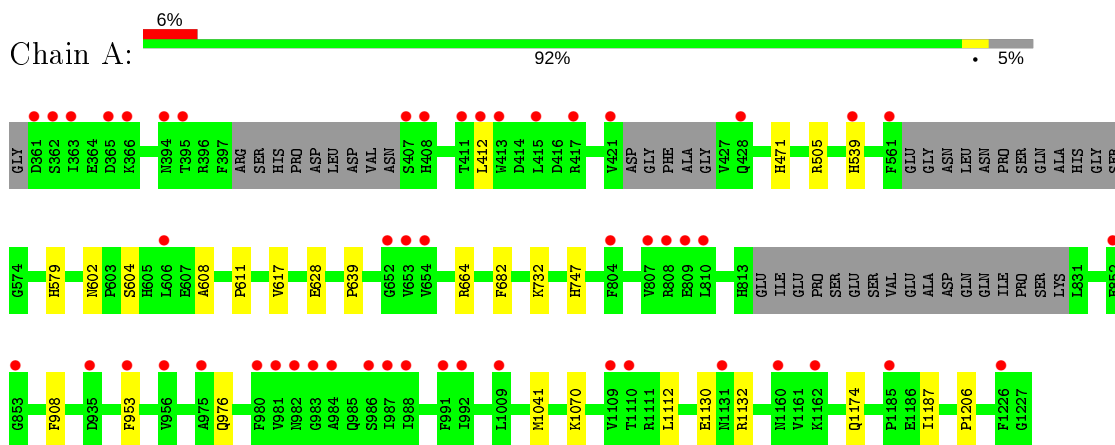 6%
Chain A:
92%
5%
GLY D361 S362 I363 E364 D365 K366 N394 T395 R396 F397 ARG SER HIS PRO ASP LEU ASP VAL ASN S407 H408 T411 L412 W413 D414 L415 D416 R417 V421 ASP GLY PHE ALA GLY V427 Q428 H471 R505 H539 F561 GLU GLY ASN LEU ASN PRO SER GLN ALA HIS GLY SER
G574 H579 N602 P603 S604 H605 L606 E607 A608 P611 V617 E628 P639 G652 V653 V654 R664 F682 K732 H747 F804 V807 R808 E809 L810 H813 GLU ILE GLU PRO SER GLU SER VAL GLU ALA ASP GLN GLN ILE PRO SER LYS L831
G853 F908 D935 F953 V956 A975 Q976 F980 V981 N982 G983 A984 Q985 S986 I987 I988 F991 I992 L1009 M1041 K1070 V1109 T1110 R1111 L1112 E1130 N1131 R1132 N1160 V1161 K1162 Q1174 P1185 E1186 I1187 P1206 F1226 G1227